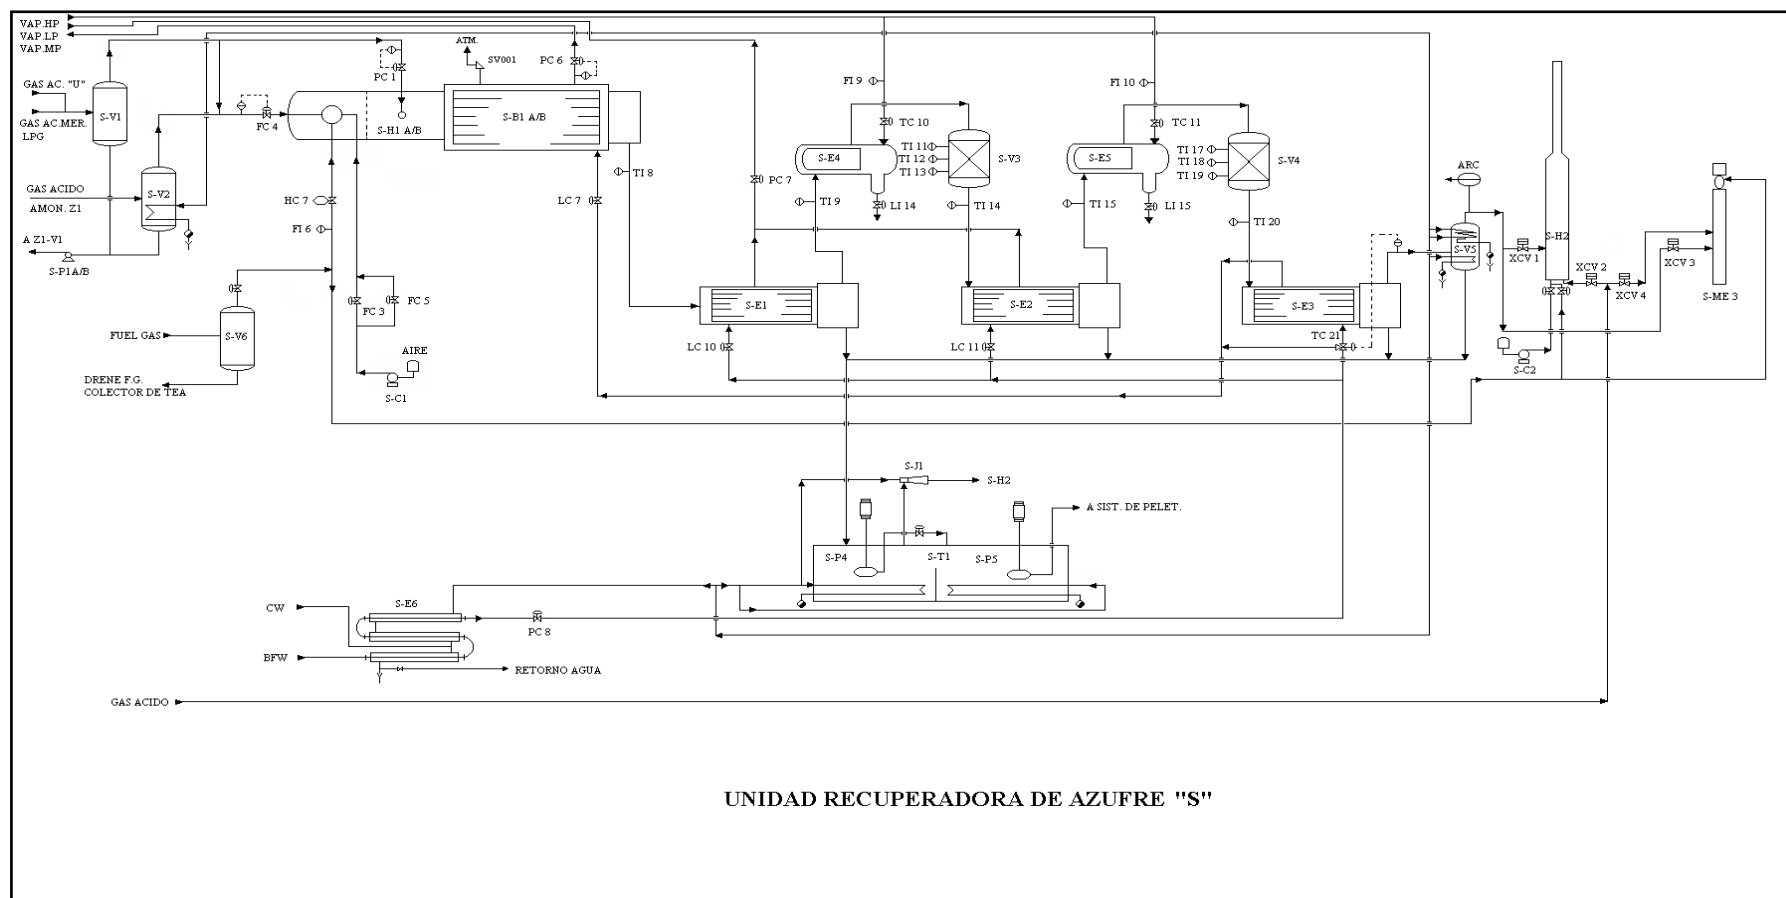 VAP.HP
VAP.LP
VAP.MP
GAS AC. "U"
GAS AC.MER.
LPG
S-V1
GAS ACIDO
AMON. Z1
S-V2
A Z1-V1
S-P1A/B
FC 4
PC 1
S-H1 A/B
ATM.
SV001
PC 6
S-B1 A/B
HC 7
FI 6
FC 3
FC 5
S-V6
FUEL GAS
DRENE F.G.
COLECTOR DE TEA
AIRE
S-C1
TI 8
LC 7
PC 7
S-E1
LC 10
FI 9
TC 10
S-E4
TI 9
LI 14
TI 11
TI 12
TI 13
S-V3
TI 14
S-E2
LC 11
FI 10
TC 11
S-E5
TI 15
LI 15
TI 17
TI 18
TI 19
S-V4
TI 20
S-E3
TC 21
ARC
S-V5
XCV 1
S-H2
XCV 2
XCV 4
XCV 3
S-ME 3
S-C2
S-J1
S-H2
A SIST. DE PELET.
S-P4
S-T1
S-P5
CW
S-E6
PC 8
BFW
RETORNO AGUA
GAS ACIDO
UNIDAD RECUPERADORA DE AZUFRE "S"